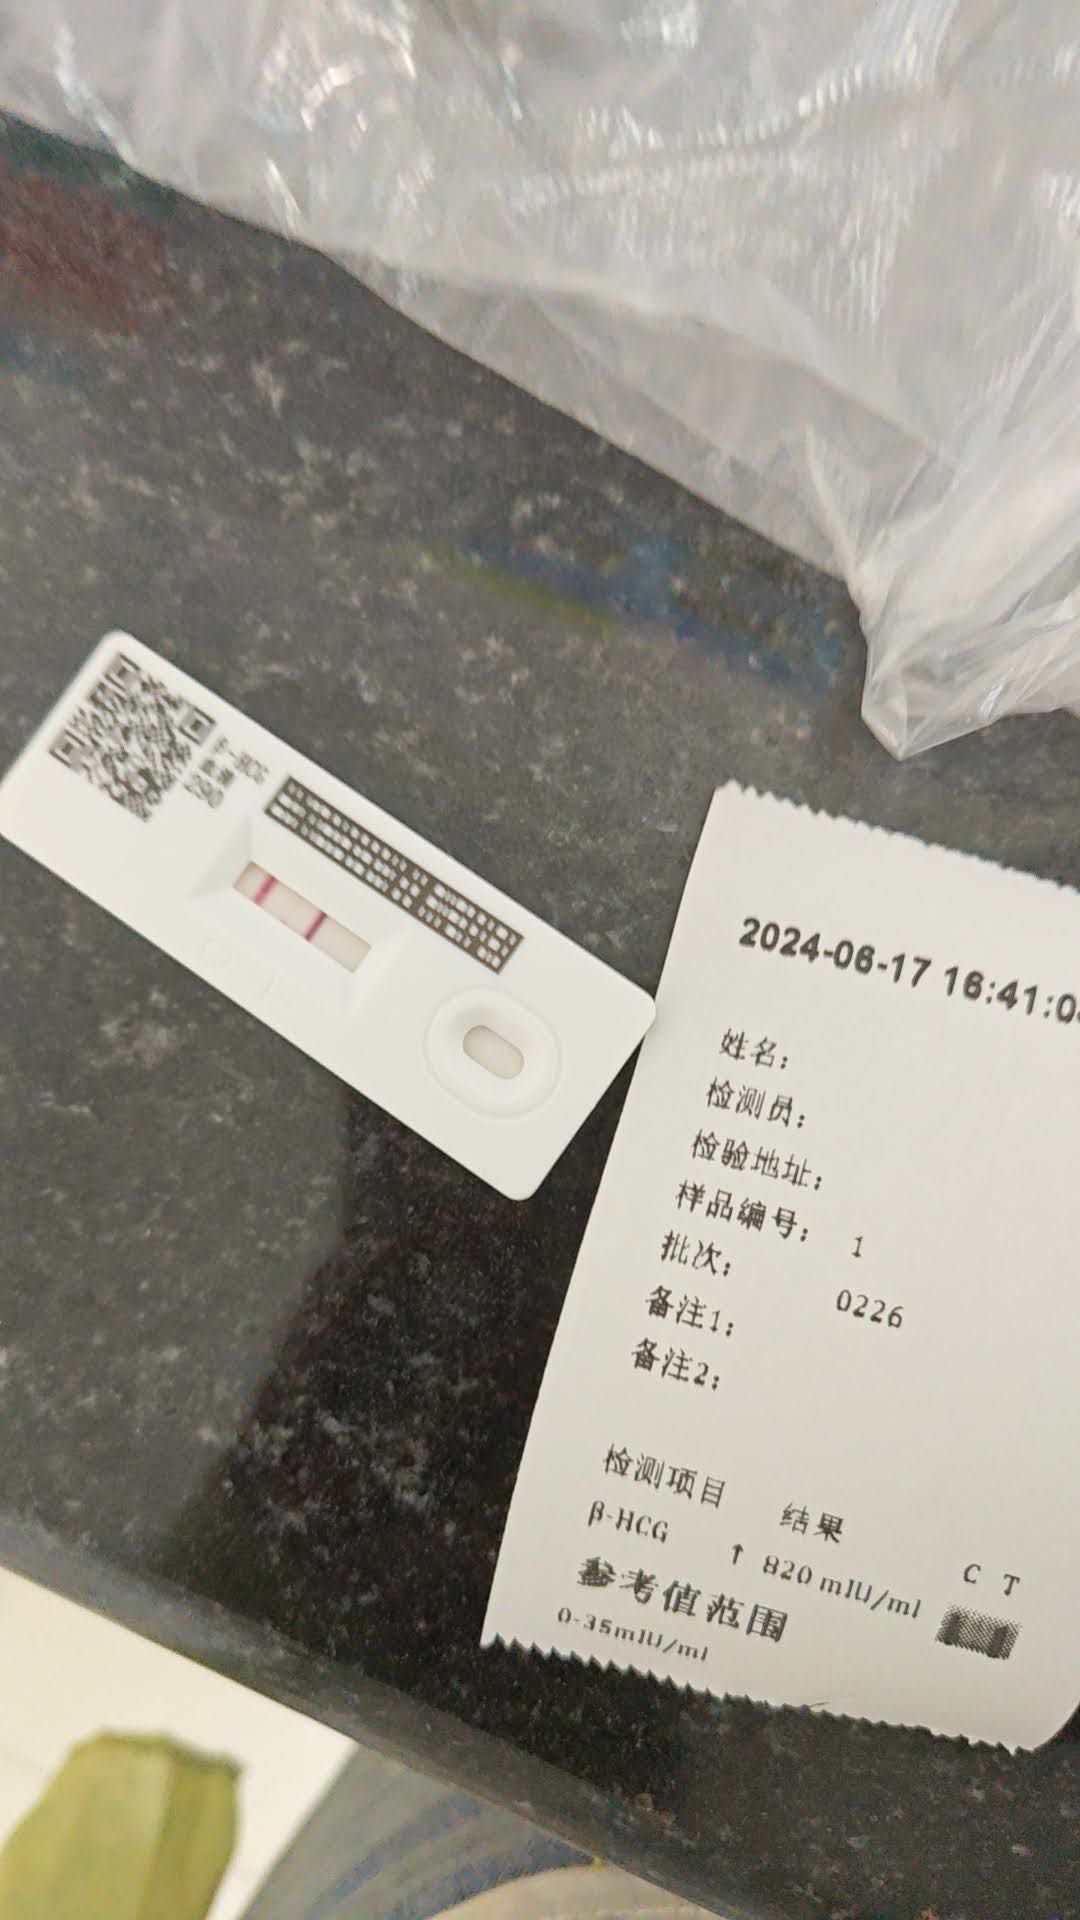 β-HCG
290
2024-06-17 16:41:0
姓名：
检测员：
检验地址：
样品编号： 1
批次： 0226
备注1：
备注2：
检测项目 结果
β-HCG ↑ 820 mIU/ml C T
参考值范围
0-35mIU/ml